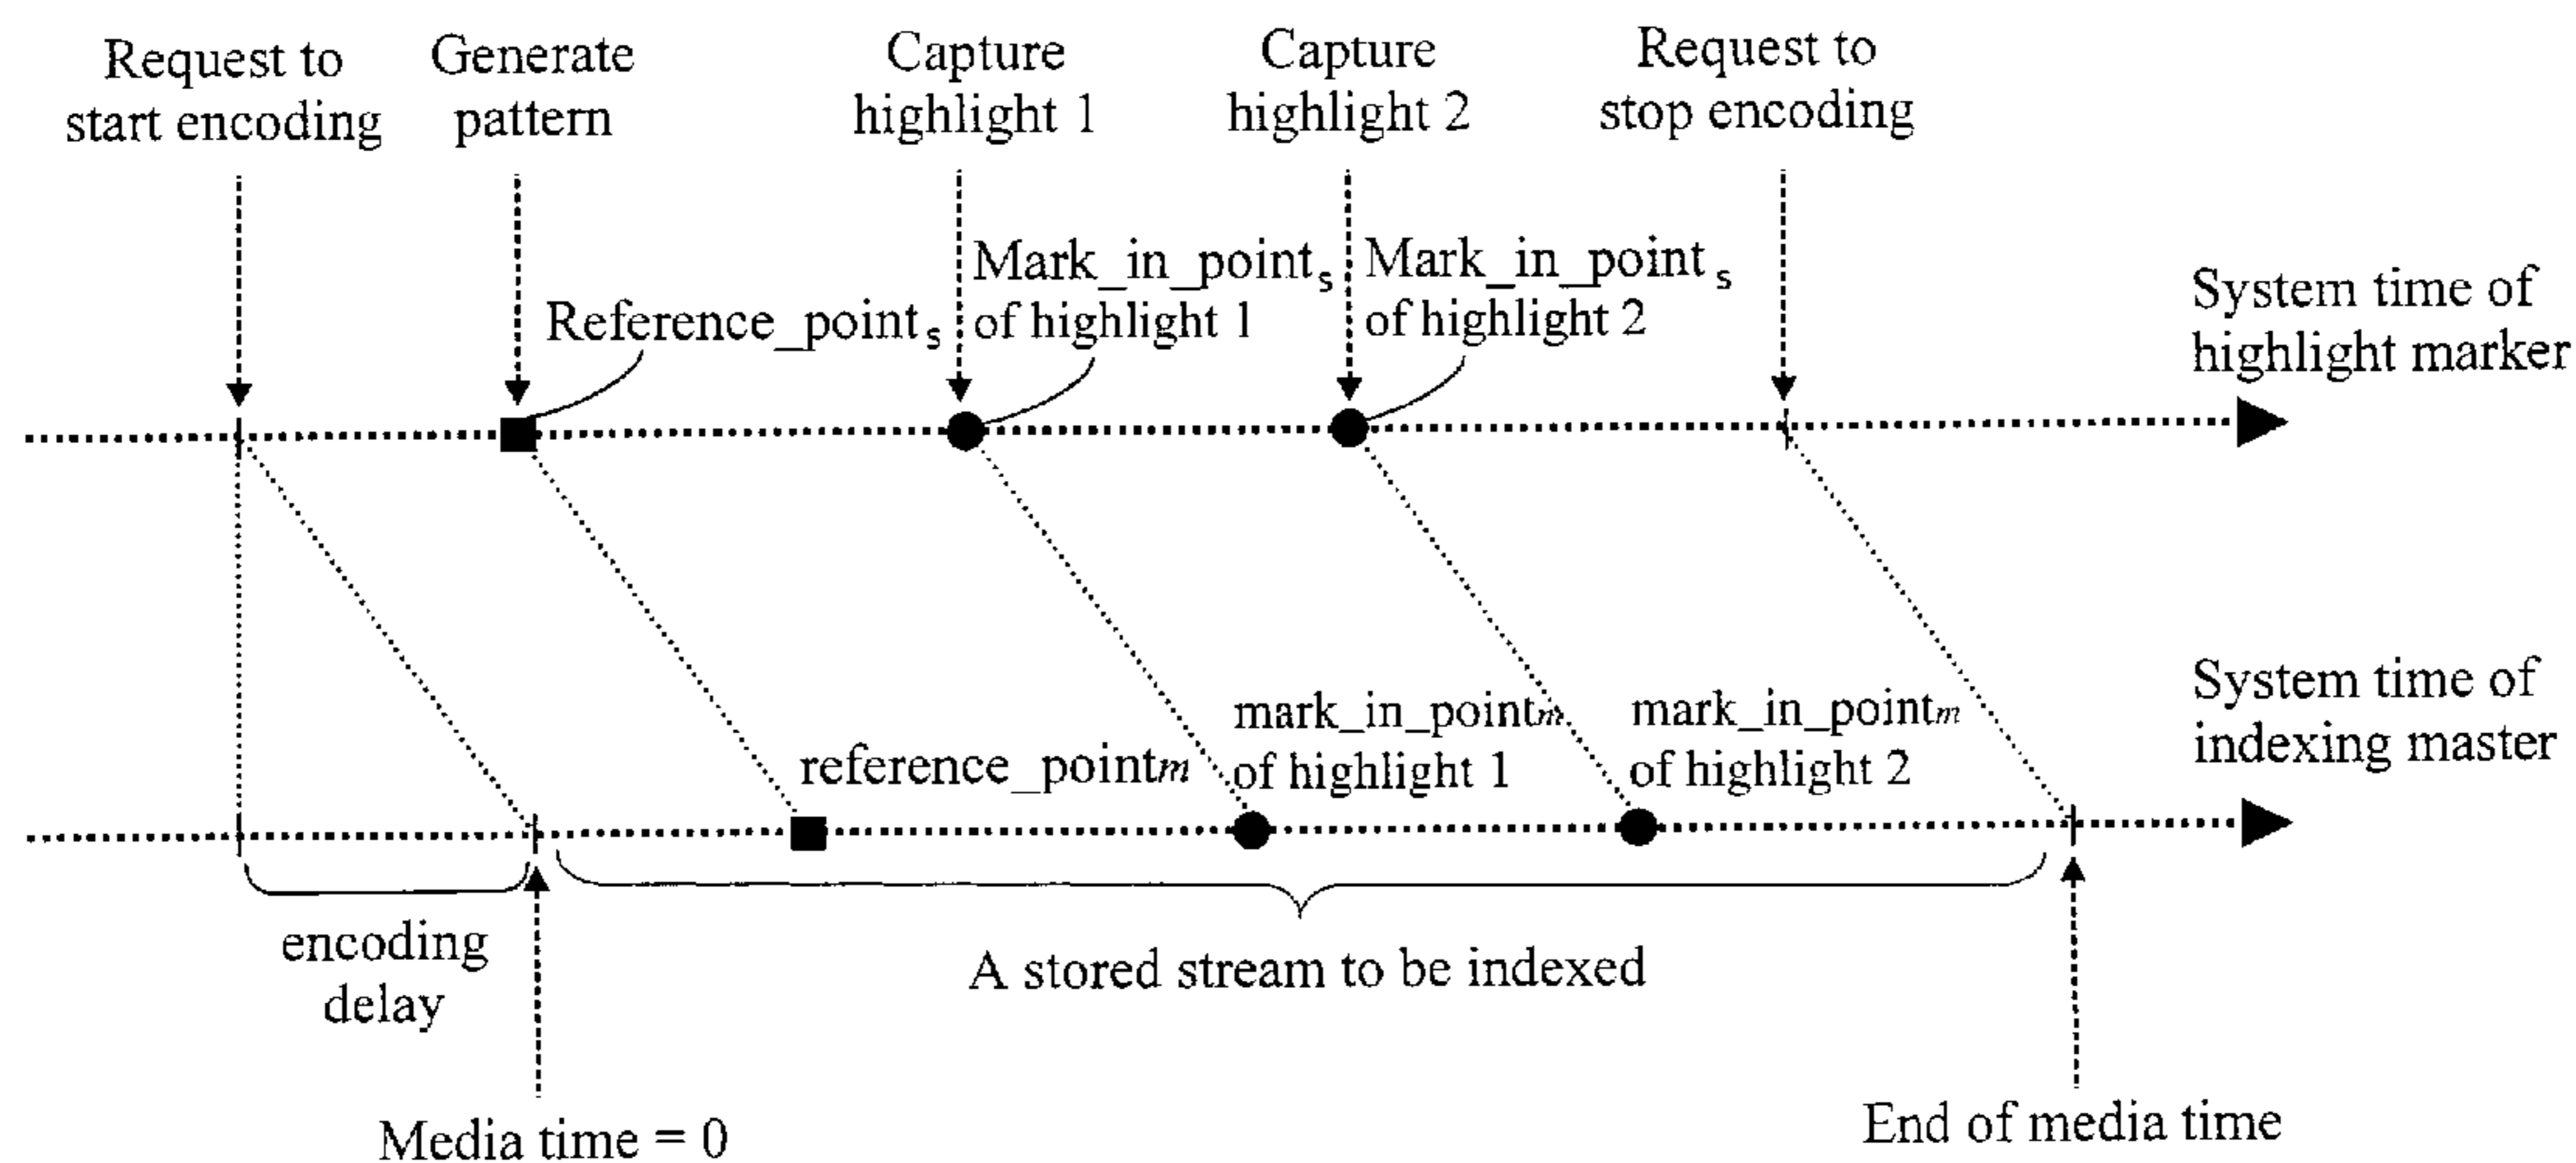 Request to
start encoding
Generate
pattern
Capture
highlight 1
Capture
highlight 2
Request to
stop encoding
Reference_pointₛ
Mark_in_pointₛ
of highlight 1
Mark_in_pointₛ
of highlight 2
System time of
highlight marker
reference_pointm
mark_in_pointm
of highlight 1
mark_in_pointm
of highlight 2
System time of
indexing master
encoding
delay
A stored stream to be indexed
Media time = 0
End of media time